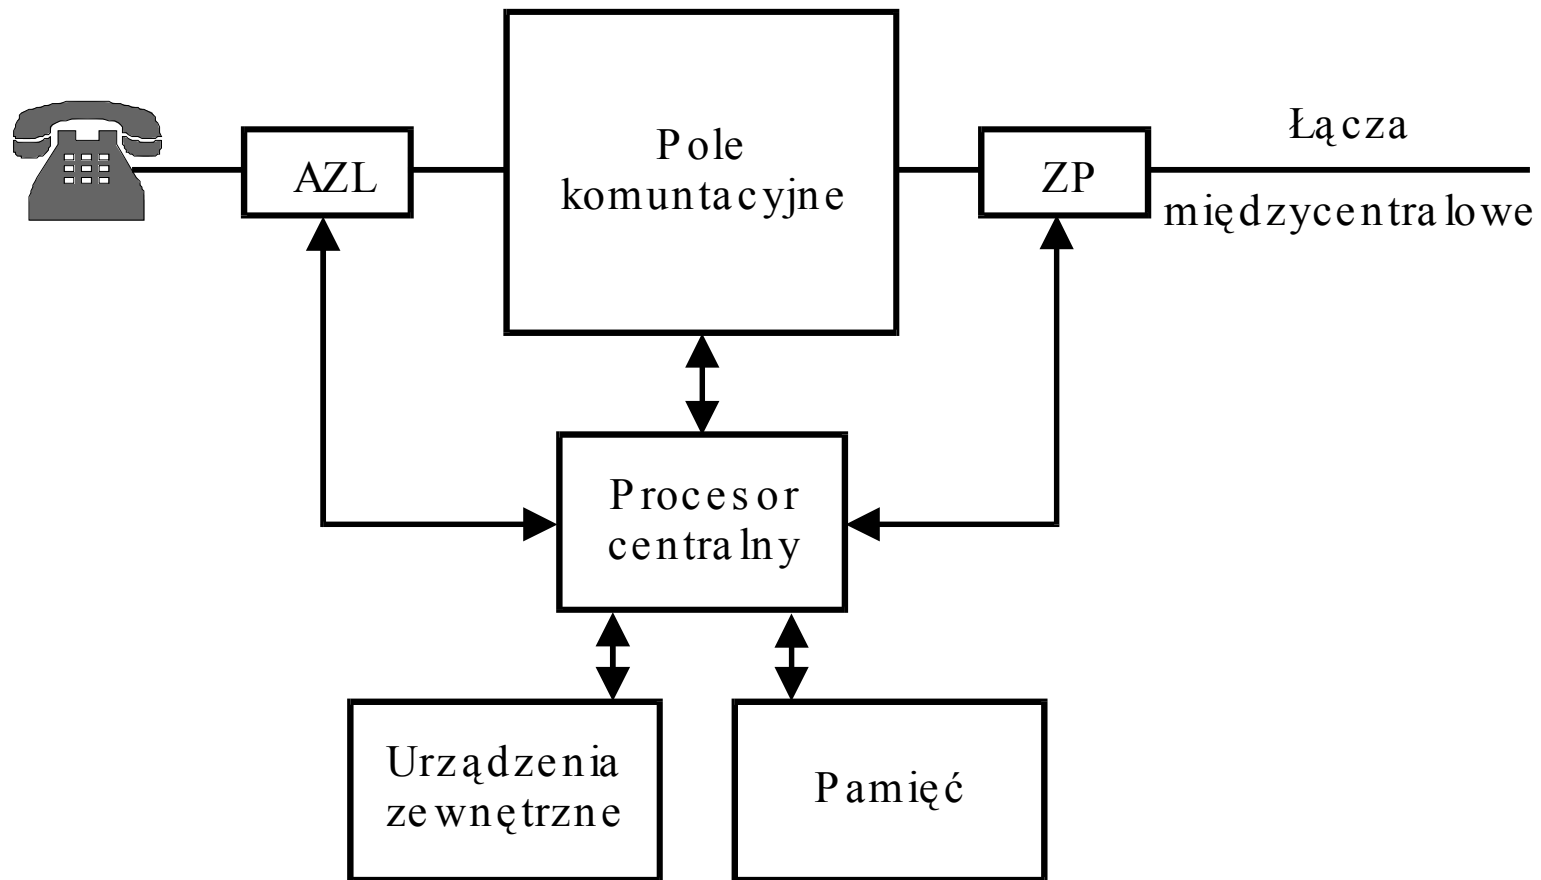 Pole
komuntacyjne
AZL
ZP
Łącza
międzycentralowe
Procesor
centralny
Urządzenia
zewnętrzne
Pamięć